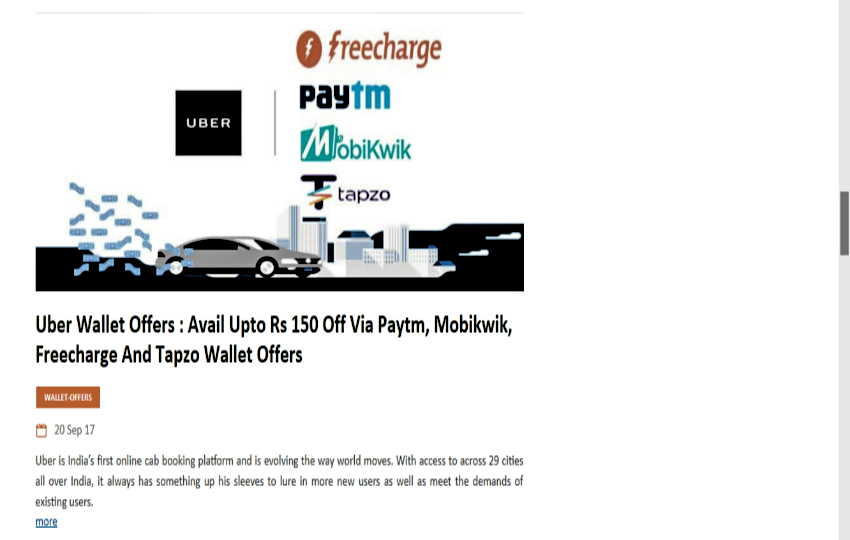 freecharge
paytm
UBER
MobiKwik
tapzo
Uber Wallet Offers : Avail Upto Rs 150 Off Via Paytm, Mobikwik,
Freecharge And Tapzo Wallet Offers
WALLET-OFFERS
20 Sep 17
Uber is India's first online cab booking platform and is evolving the way world moves. With access to across 29 cities
all over India, it always has something up his sleeves to lure in more new users as well as meet the demands of
existing users.
more